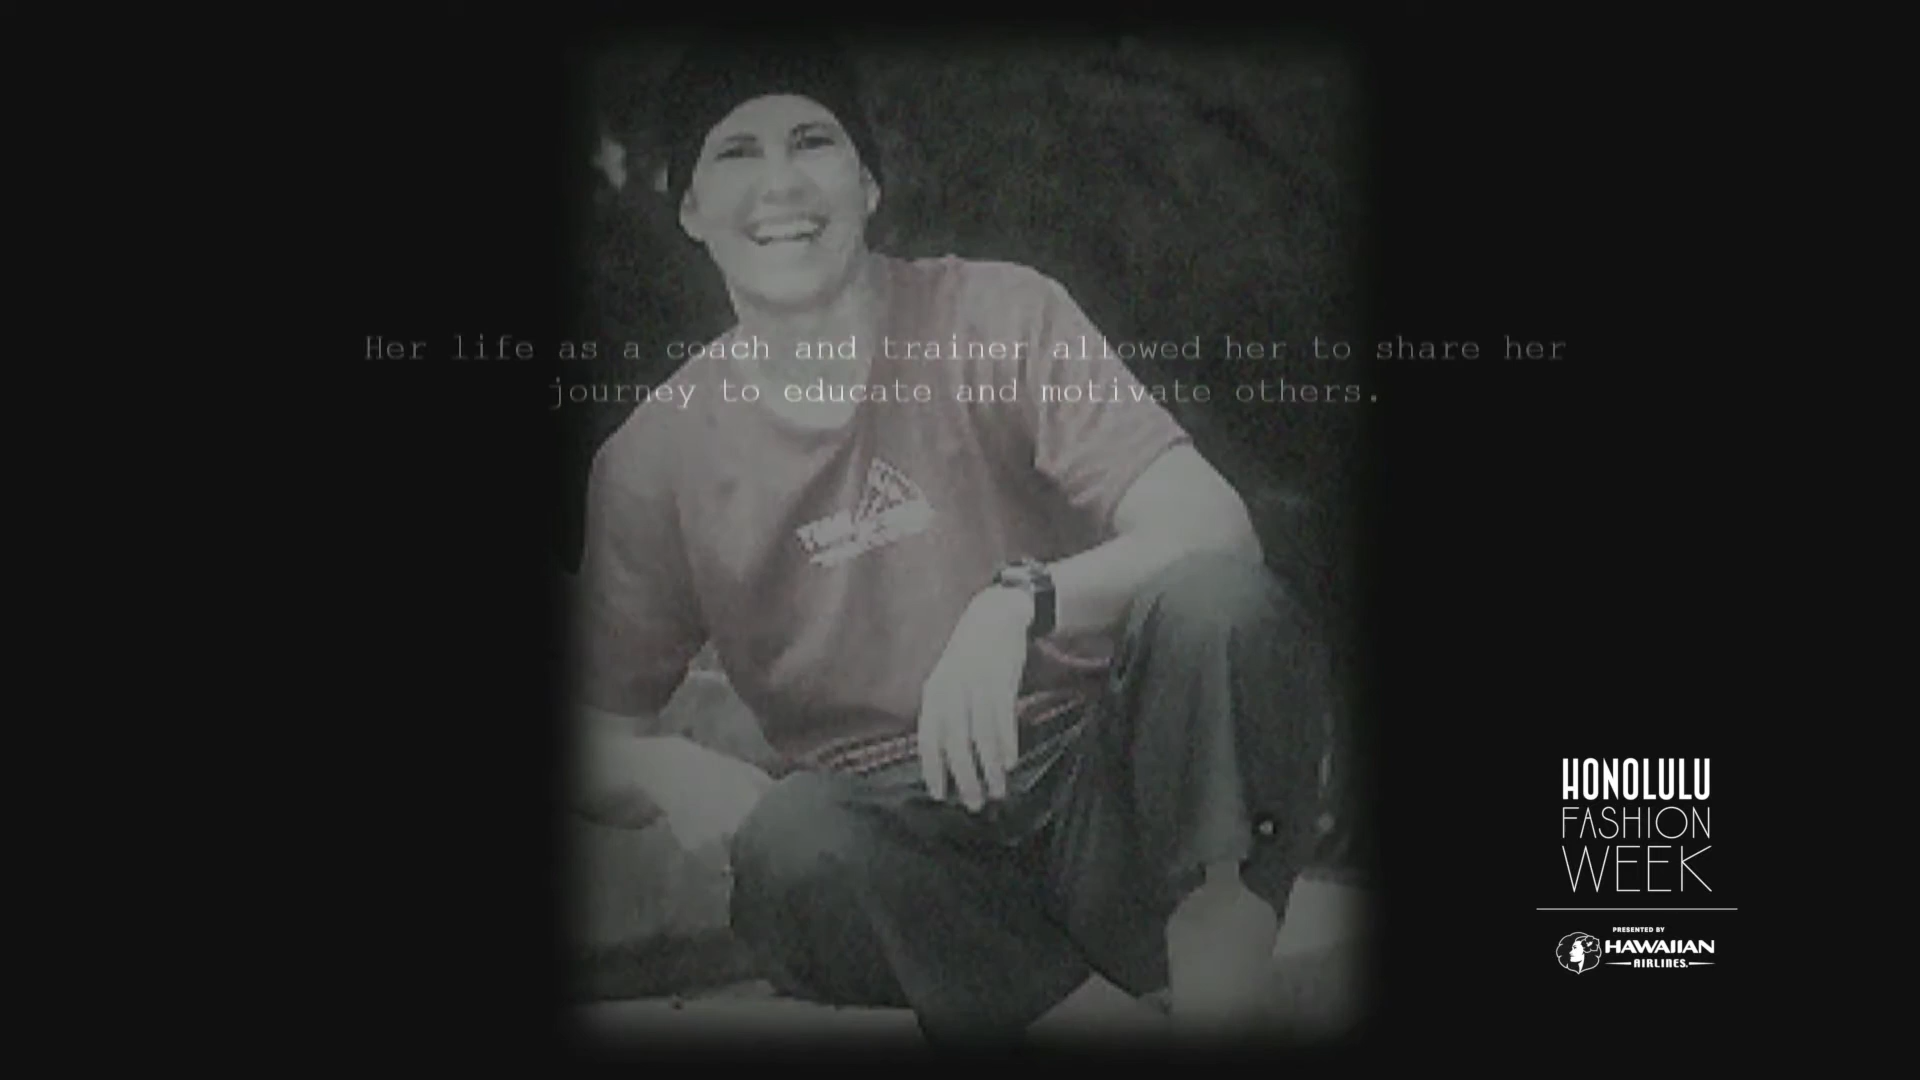 Her life as a coach and trainer allowed her to share her
journey to educate and motivate others.
HONOLULU
FASHION
WEEK
PRESENTED BY
HAWAIIAN
AIRLINES.